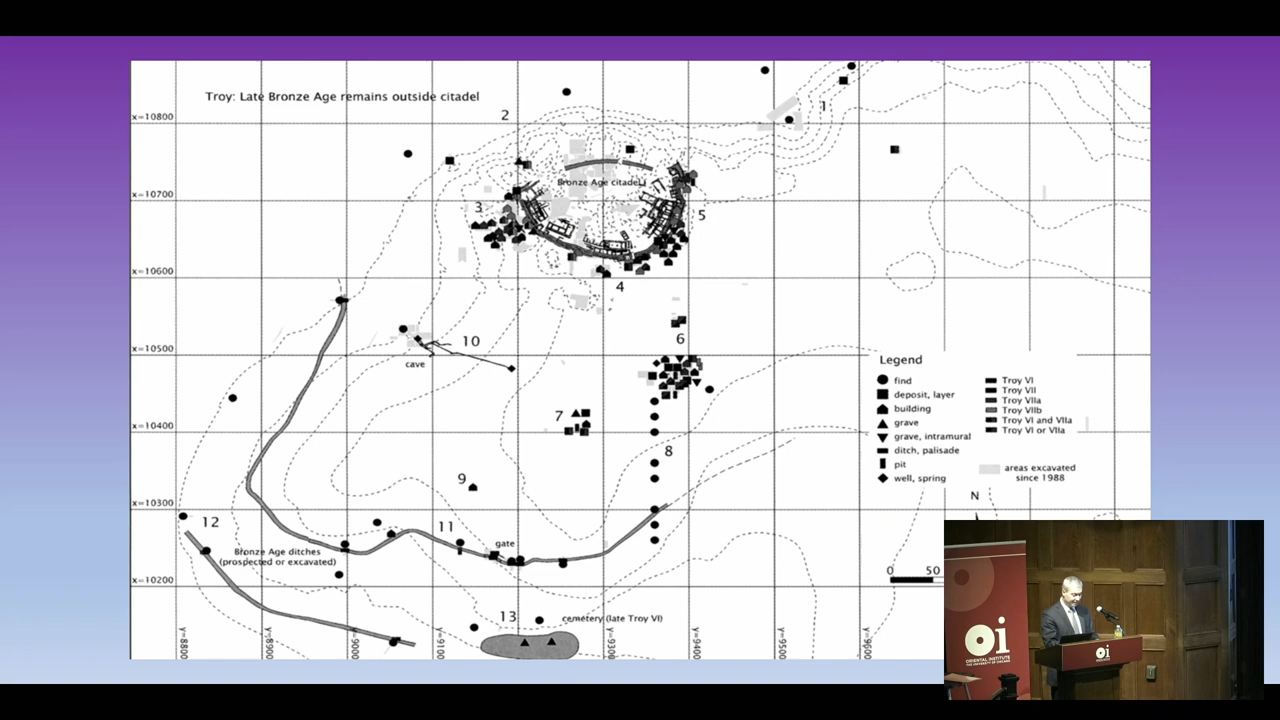 Troy: Late Bronze Age remains outside citadel
x=10800
x=10700
x=10600
x=10500
x=10400
x=10300
x=10200
1
2
Bronze Age citadel
3
5
4
10
cave
6
7
8
9
11
12
gate
Bronze Age ditches
(prospected or excavated)
13
cemetery (late Troy VI)
y=8800
y=8900
y=9000
y=9100
y=9300
y=9400
y=9500
y=9600
Legend
find
deposit, layer
building
grave
grave, intramural
ditch, palisade
pit
well, spring
Troy VI
Troy VII
Troy VIIa
Troy VIIb
Troy VI and VIIa
Troy VI or VIIa
areas excavated
since 1988
N
0 50
oi
ORIENTAL INSTITUTE
THE UNIVERSITY OF CHICAGO
oi